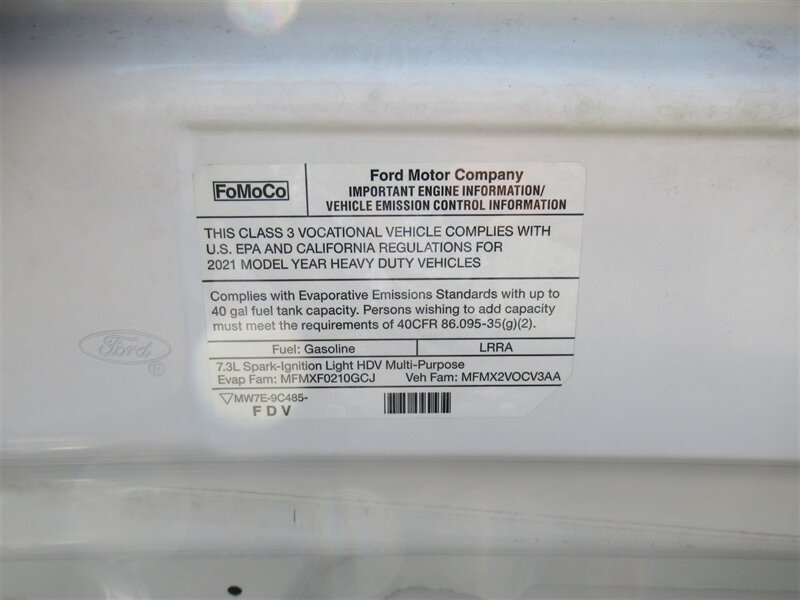 FoMoCo
Ford Motor Company
IMPORTANT ENGINE INFORMATION/
VEHICLE EMISSION CONTROL INFORMATION
THIS CLASS 3 VOCATIONAL VEHICLE COMPLIES WITH
U.S. EPA AND CALIFORNIA REGULATIONS FOR
2021 MODEL YEAR HEAVY DUTY VEHICLES
Complies with Evaporative Emissions Standards with up to
40 gal fuel tank capacity. Persons wishing to add capacity
must meet the requirements of 40CFR 86.095-35(g)(2).
Fuel: Gasoline LRRA
7.3L Spark-Ignition Light HDV Multi-Purpose
Evap Fam: MFMXF0210GCJ Veh Fam: MFMX2VOCV3AA
MW7E-9C485-
FDV
Ford ®